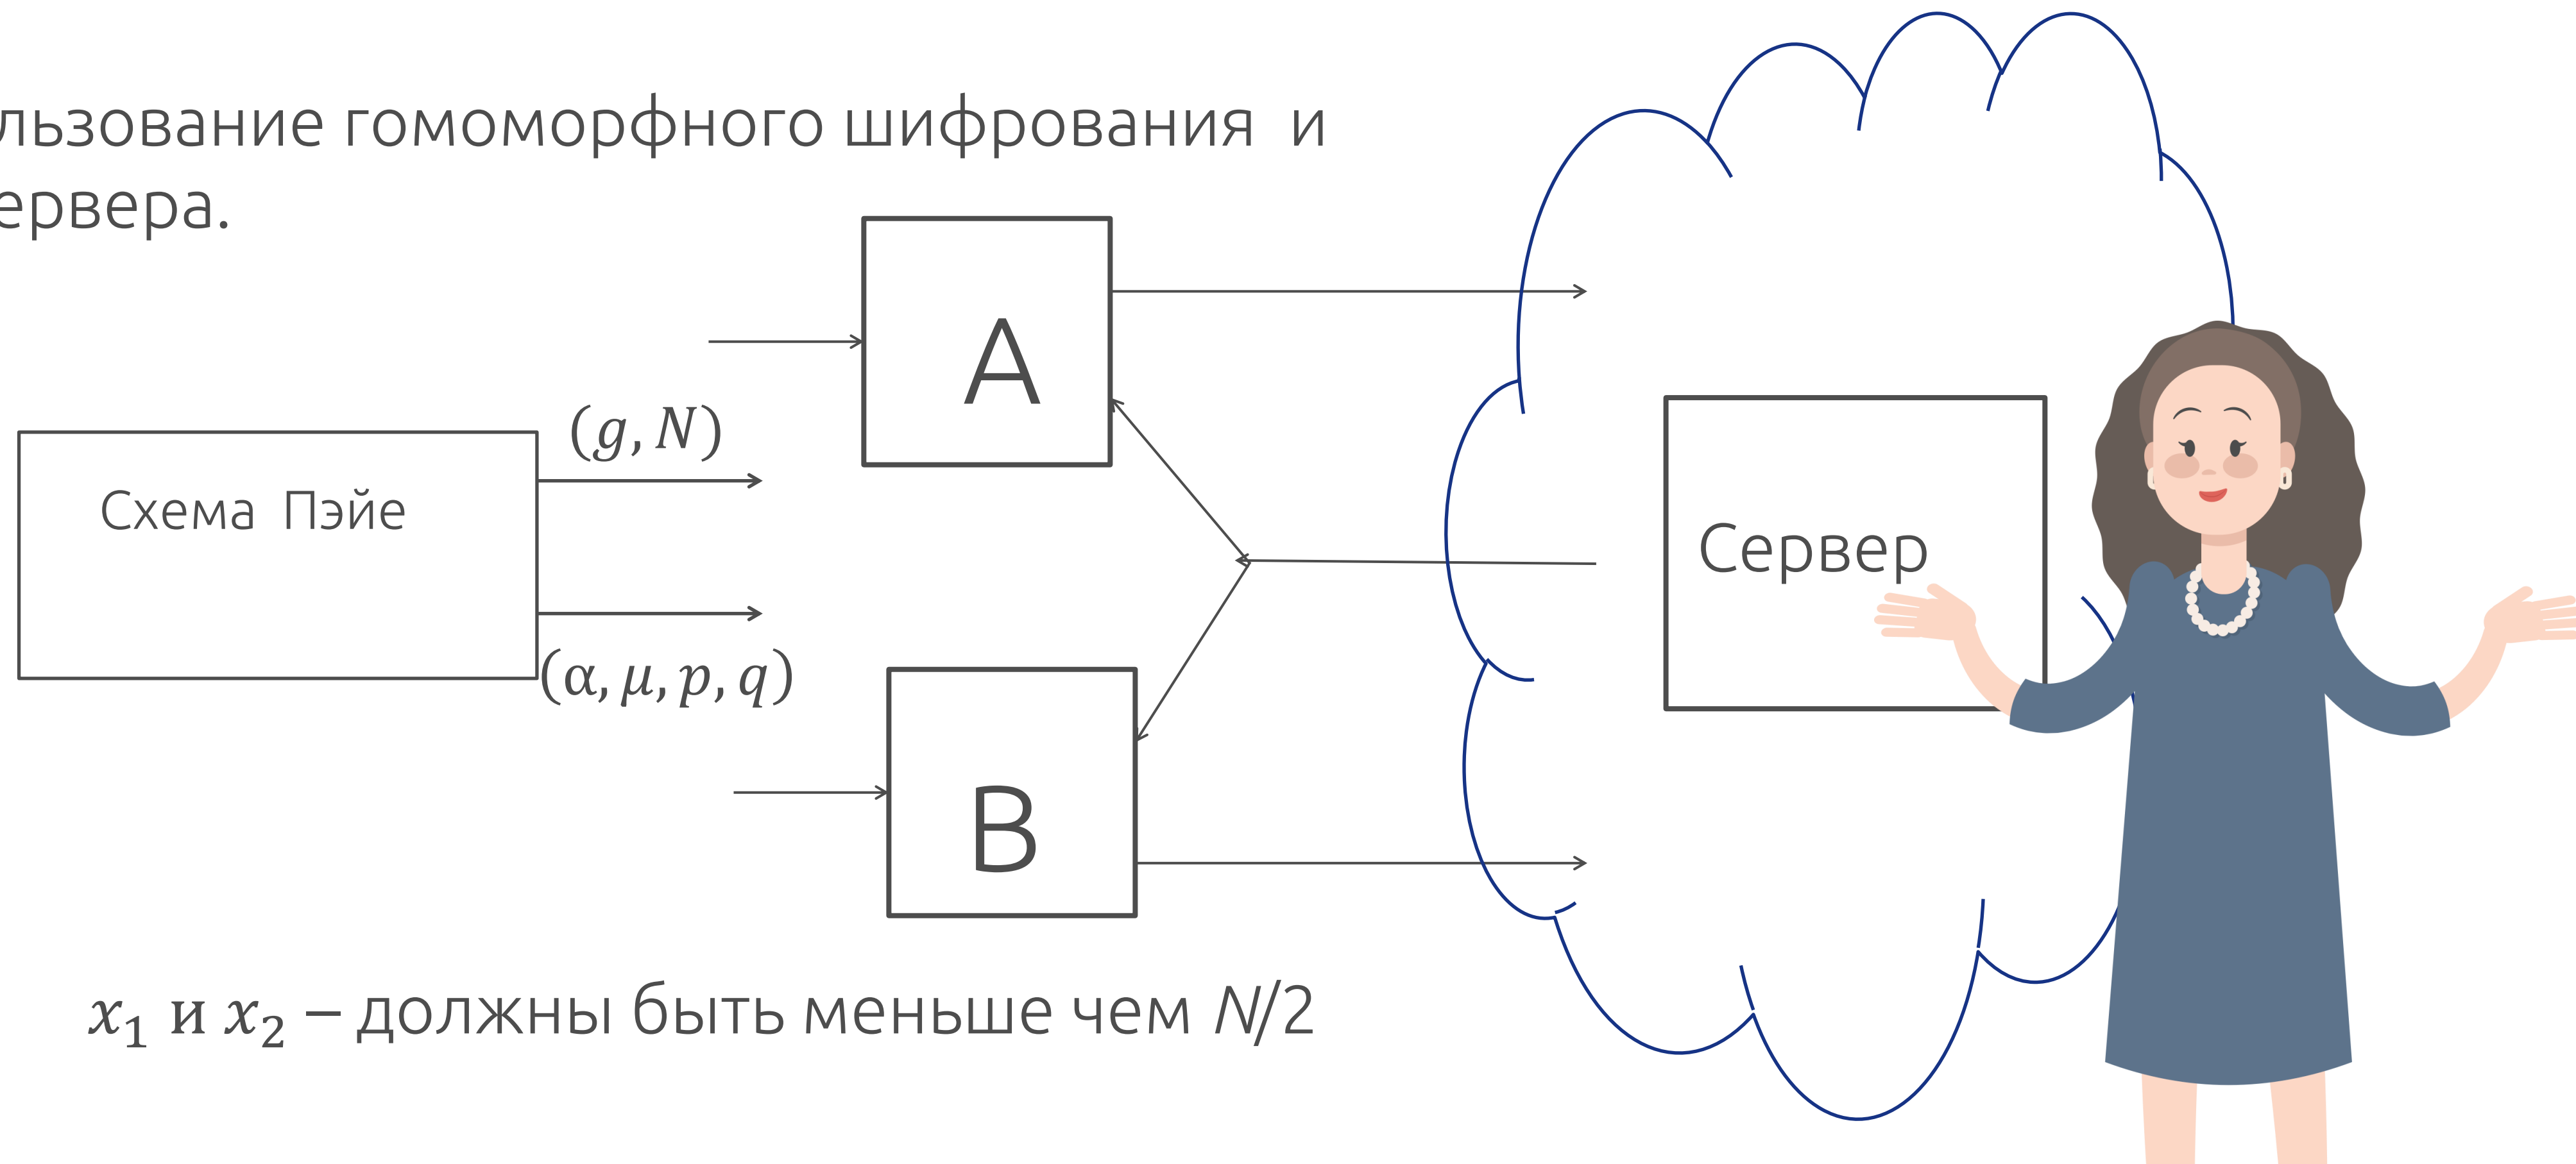 льзование гомоморфного шифрования и
ервера.
A
(g, N)
Схема Пэйе
Сервер
(α, μ, p, q)
B
x₁ и x₂ – должны быть меньше чем N/2